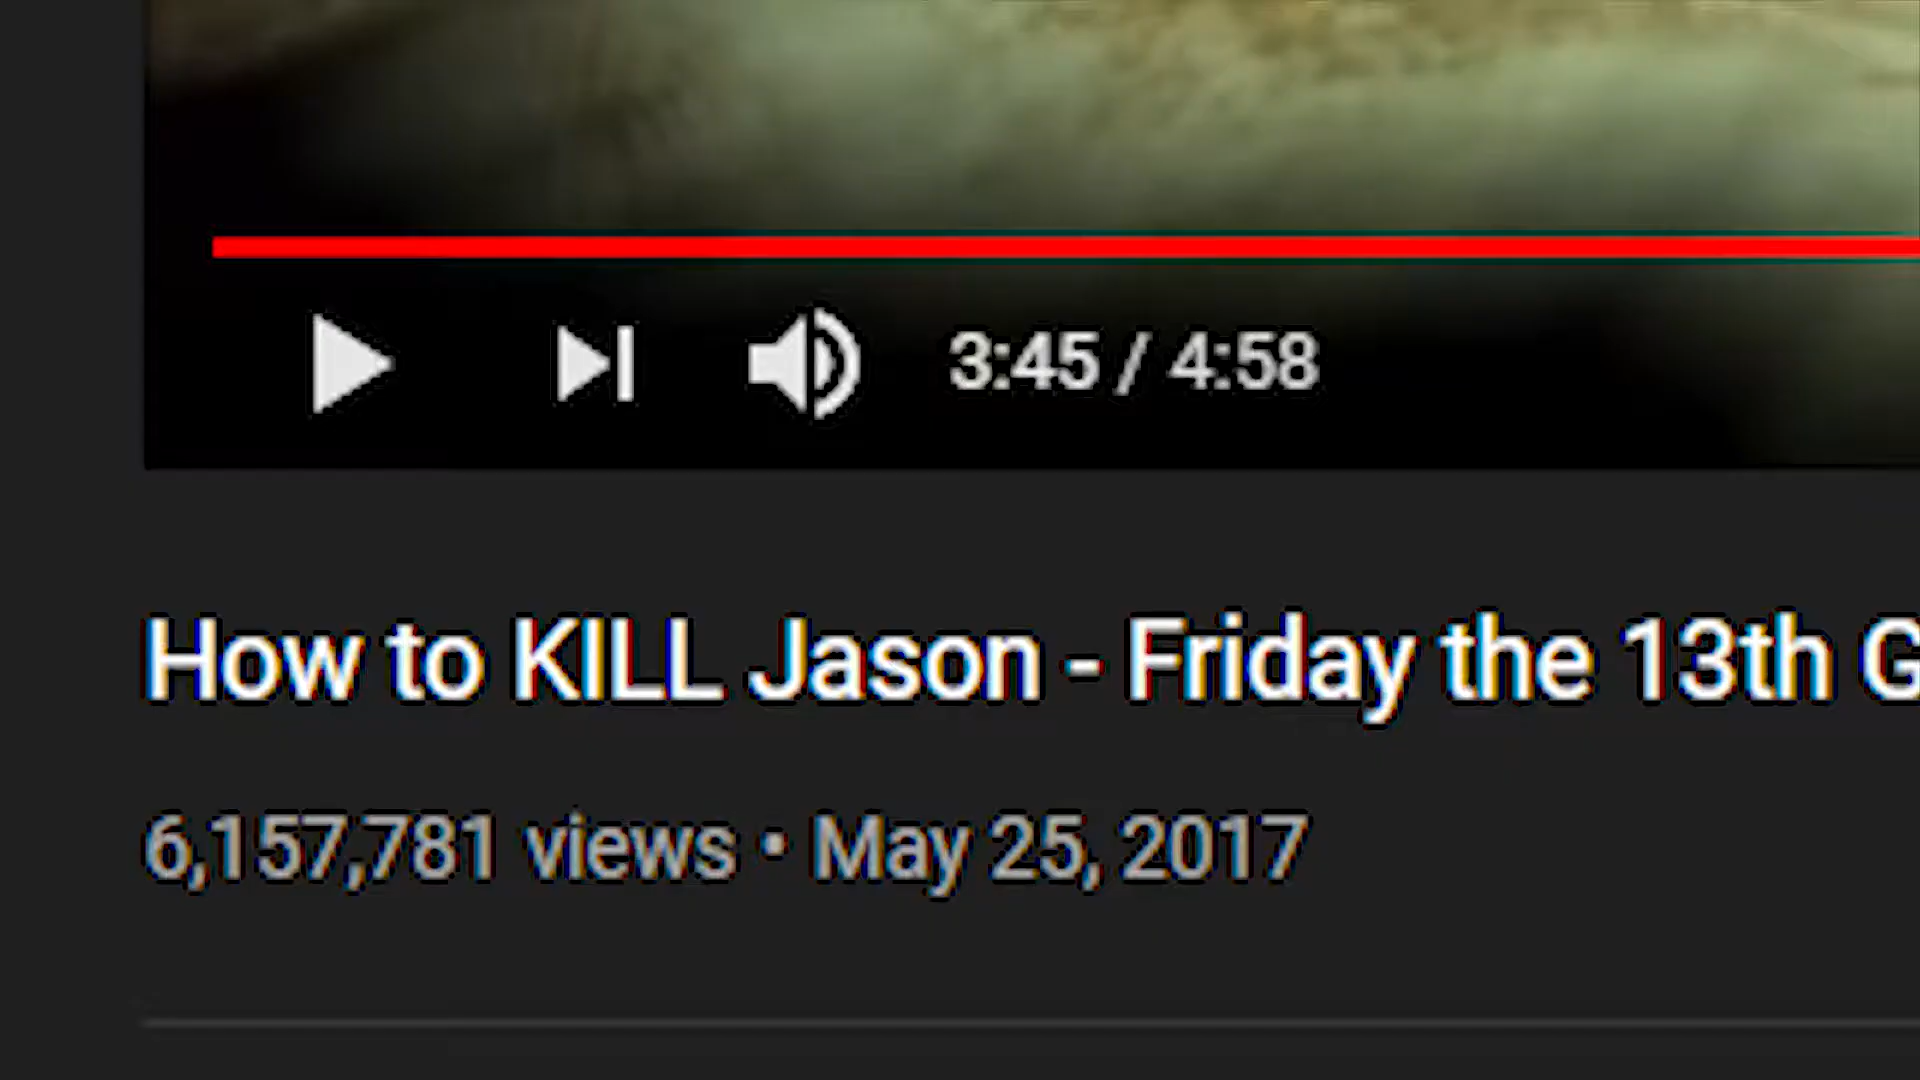 3:45 / 4:58
How to KILL Jason - Friday the 13th G
6,157,781 views • May 25, 2017